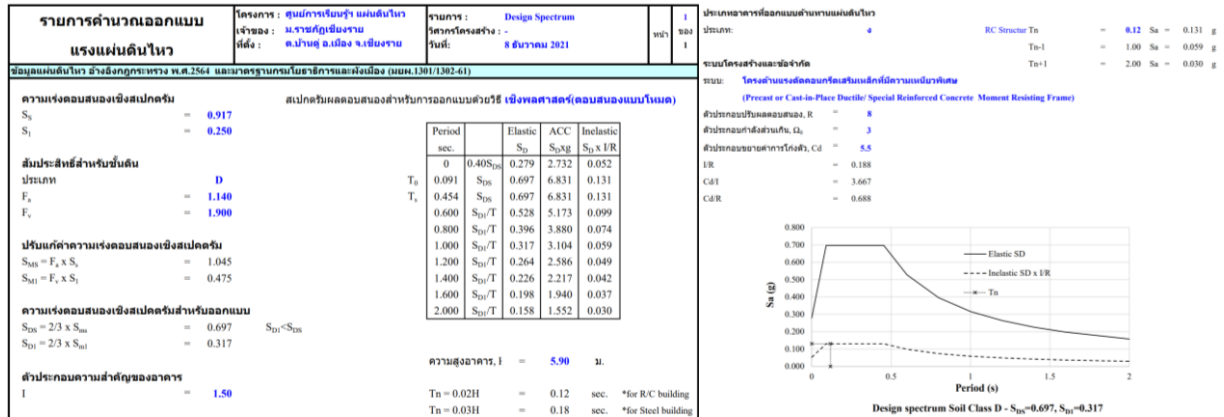 รายการคำนวณออกแบบ
แรงแผ่นดินไหว
โครงการ : ศูนย์การเรียนรู้ฯ แผ่นดินไหว
เจ้าของ : ม.ราชภัฏเชียงราย
ที่ตั้ง : ต.บ้านดู่ อ.เมือง จ.เชียงราย
รายการ : Design Spectrum
วิศวกรโครงสร้าง : -
วันที่: 8 ธันวาคม 2021
หน้า 1 ของ 1
ข้อมูลแผ่นดินไหว อ้างอิงกฎกระทรวง พ.ศ.2564 และมาตรฐานกรมโยธาธิการและผังเมือง (มยผ.1301/1302-61)
ความเร่งตอบสนองเชิงสเปกตรัม
S_S = 0.917
S_1 = 0.250
สัมประสิทธิ์สำหรับชั้นดิน
ประเภท D
F_a = 1.140
F_v = 1.900
ปรับแก้ค่าความเร่งตอบสนองเชิงสเปคตรัม
S_MS = F_a x S_s = 1.045
S_M1 = F_v x S_1 = 0.475
ความเร่งตอบสนองเชิงสเปคตรัมสำหรับออกแบบ
S_DS = 2/3 x S_ms = 0.697 S_D1<S_DS
S_D1 = 2/3 x S_m1 = 0.317
ตัวประกอบความสำคัญของอาคาร
I = 1.50
สเปกตรัมผลตอบสนองสำหรับการออกแบบด้วยวิธี เชิงพลศาสตร์(ตอบสนองแบบโหมด)
Period Elastic ACC Inelastic
sec. S_D S_Dxg S_D x I/R
0 0.40S_DS 0.279 2.732 0.052
T_0 0.091 S_DS 0.697 6.831 0.131
T_s 0.454 S_DS 0.697 6.831 0.131
0.600 S_D1/T 0.528 5.173 0.099
0.800 S_D1/T 0.396 3.880 0.074
1.000 S_D1/T 0.317 3.104 0.059
1.200 S_D1/T 0.264 2.586 0.049
1.400 S_D1/T 0.226 2.217 0.042
1.600 S_D1/T 0.198 1.940 0.037
2.000 S_D1/T 0.158 1.552 0.030
ความสูงอาคาร, H = 5.90 ม.
Tn = 0.02H = 0.12 sec. *for R/C building
Tn = 0.03H = 0.18 sec. *for Steel building
ประเภทอาคารที่ออกแบบต้านทานแผ่นดินไหว
ประเภท: ง RC Structur Tn = 0.12 Sa = 0.131 g
Tn-1 = 1.00 Sa = 0.059 g
ระบบโครงสร้างและข้อจำกัด Tn+1 = 2.00 Sa = 0.030 g
ระบบ: โครงต้านแรงดัดคอนกรีตเสริมเหล็กที่มีความเหนียวพิเศษ
(Precast or Cast-in-Place Ductile/ Special Reinforced Concrete Moment Resisting Frame)
ตัวประกอบปรับผลตอบสนอง, R = 8
ตัวประกอบกำลังส่วนเกิน, Ω_0 = 3
ตัวประกอบขยายค่าการโก่งตัว, Cd = 5.5
I/R = 0.188
Cd/I = 3.667
Cd/R = 0.688
0.800
0.700
0.600
0.500
0.400
0.300
0.200
0.100
0.000
Sa (g)
Elastic SD
Inelastic SD x I/R
Tn
0 0.5 1 1.5 2
Period (s)
Design spectrum Soil Class D - S_DS=0.697, S_D1=0.317